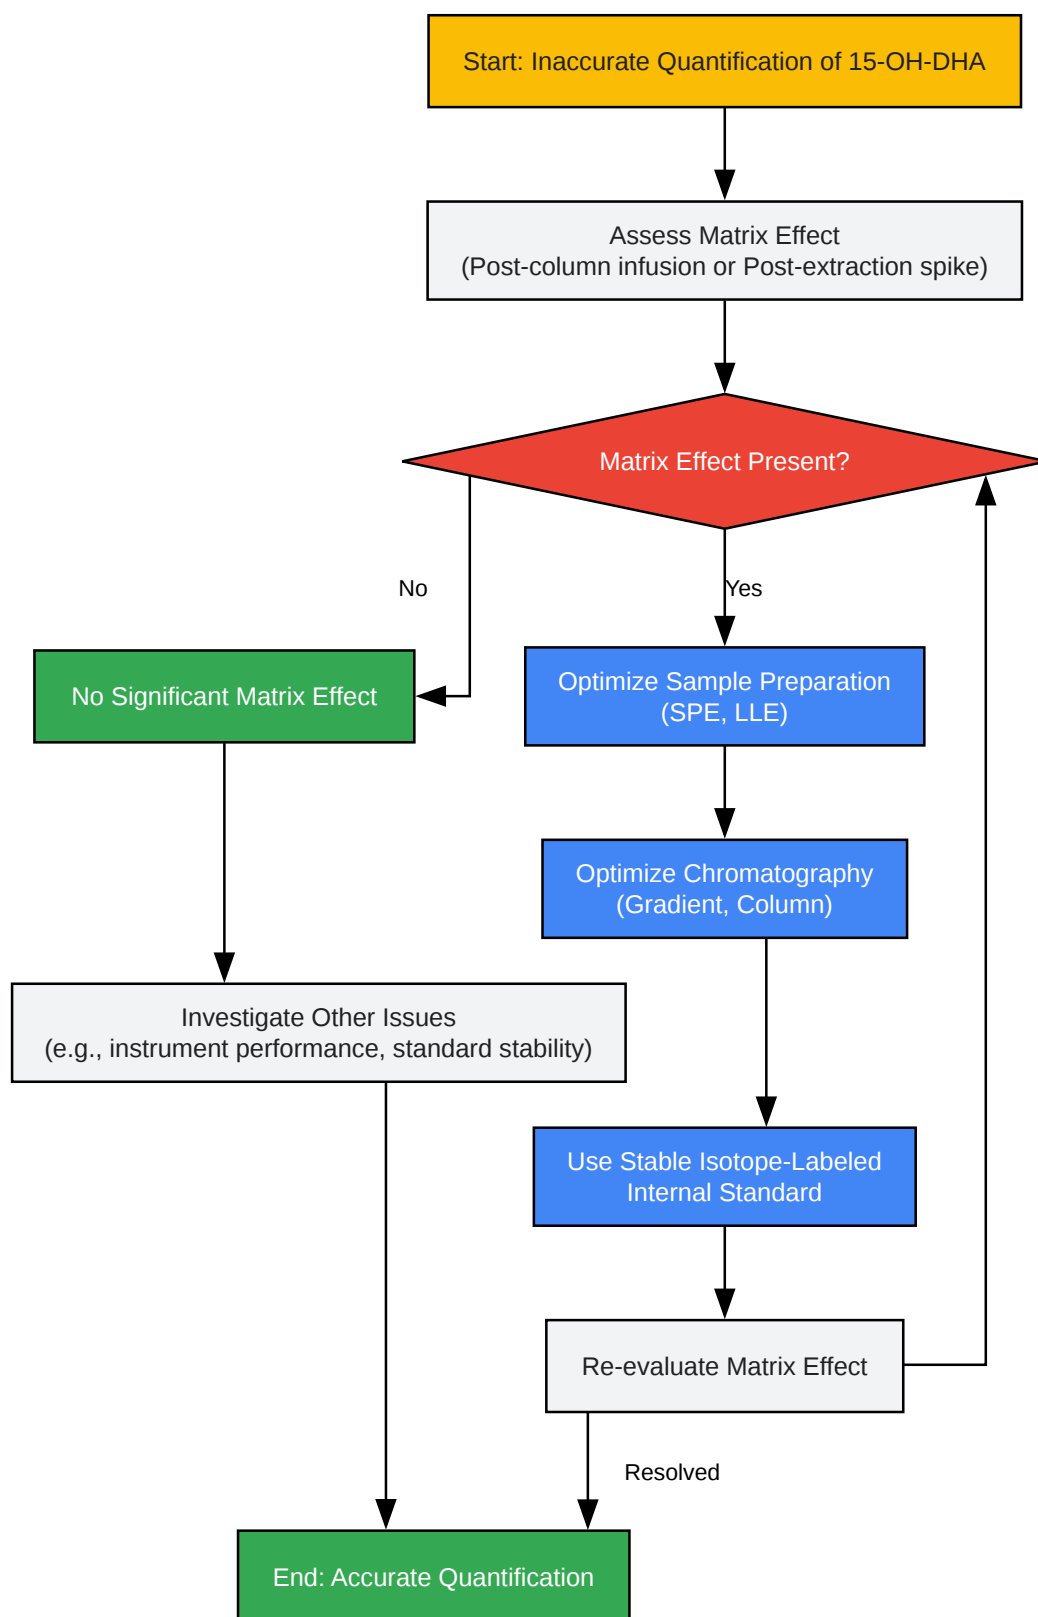 Start: Inaccurate Quantification of 15-OH-DHA
Assess Matrix Effect
(Post-column infusion or Post-extraction spike)
Matrix Effect Present?
No
Yes
No Significant Matrix Effect
Optimize Sample Preparation
(SPE, LLE)
Optimize Chromatography
(Gradient, Column)
Investigate Other Issues
(e.g., instrument performance, standard stability)
Use Stable Isotope-Labeled
Internal Standard
Re-evaluate Matrix Effect
Resolved
End: Accurate Quantification